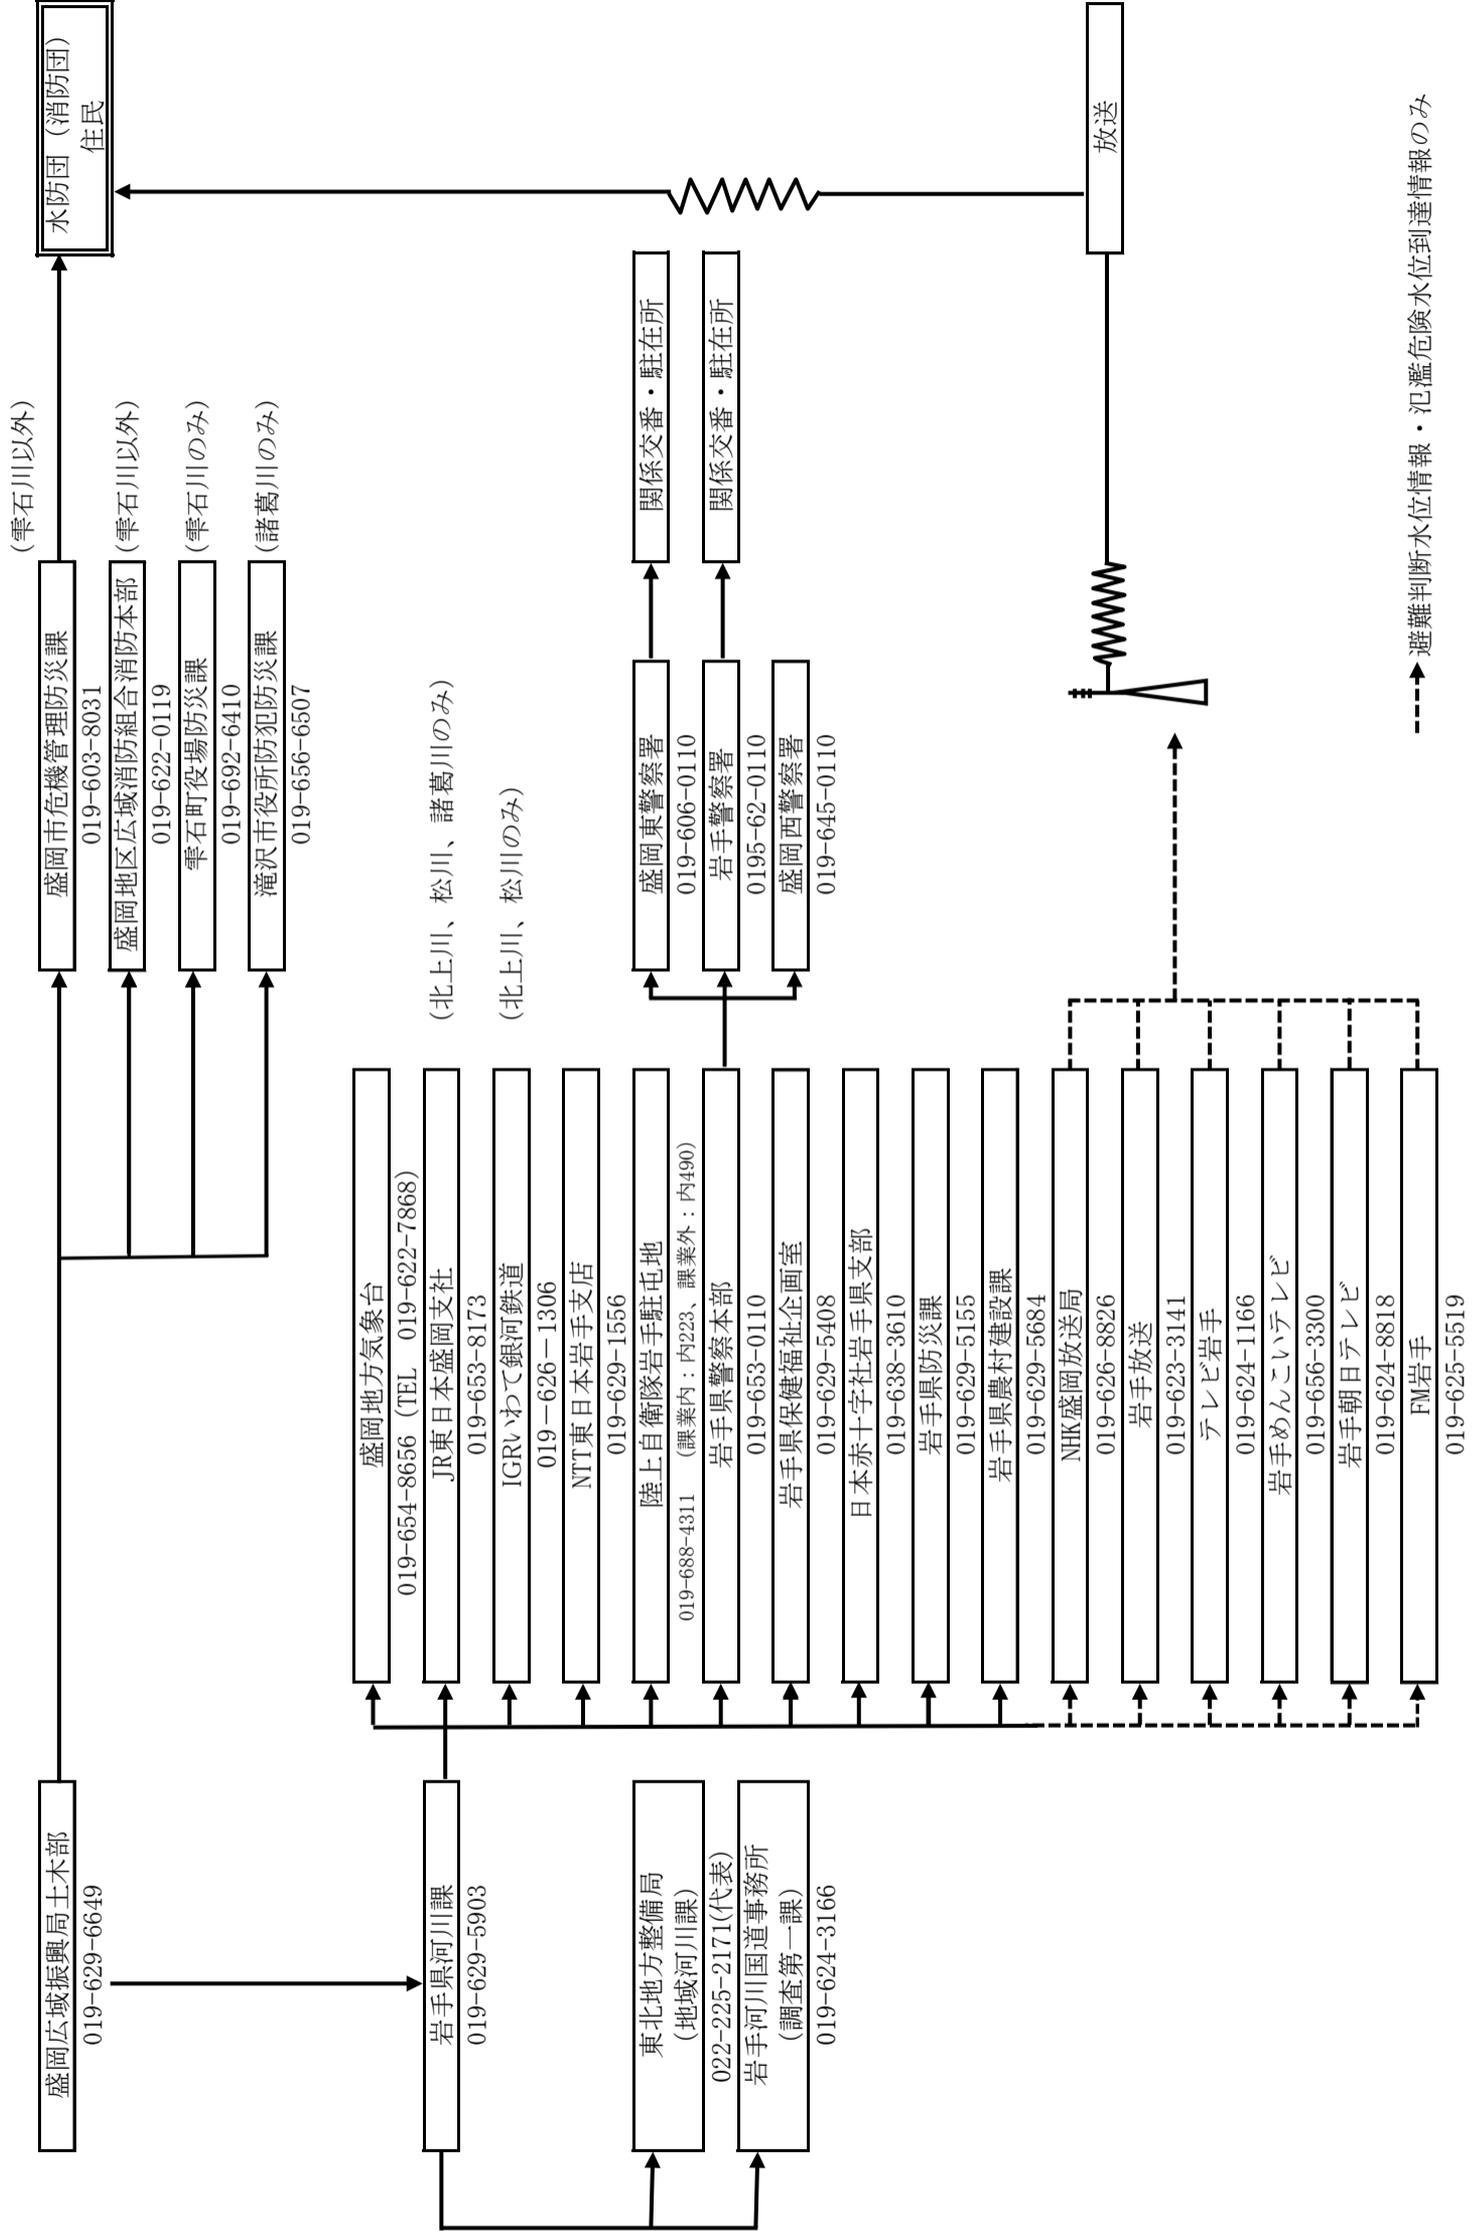 盛岡広域振興局土木部
019-629-6649
岩手県河川課
019-629-5903
東北地方整備局
(地域河川課)
022-225-2171(代表)
岩手河川国道事務所
(調査第一課)
019-624-3166
盛岡地方気象台
019-654-8656 (TEL 019-622-7868)
JR東日本盛岡支社
(北上川、松川、諸葛川のみ)
019-653-8173
IGRいわて銀河鉄道
(北上川、松川のみ)
019-626-1306
NTT東日本岩手支店
019-629-1556
陸上自衛隊岩手駐屯地
019-688-4311 (課業内:内223、課業外:内490)
岩手県警察本部
019-653-0110
岩手県保健福祉企画室
019-629-5408
日本赤十字社岩手県支部
019-638-3610
岩手県防災課
019-629-5155
岩手県農村建設課
019-629-5684
NHK盛岡放送局
019-626-8826
岩手放送
019-623-3141
テレビ岩手
019-624-1166
岩手めんこいテレビ
019-656-3300
岩手朝日テレビ
019-624-8818
FM岩手
019-625-5519
(雫石川以外)
盛岡市危機管理防災課
019-603-8031
盛岡地区広域消防組合消防本部
(雫石川以外)
019-622-0119
雫石町役場防災課
(雫石川のみ)
019-692-6410
滝沢市役所防犯防災課
(諸葛川のみ)
019-656-6507
盛岡東警察署
019-606-0110
岩手警察署
0195-62-0110
盛岡西警察署
019-645-0110
関係交番・駐在所
関係交番・駐在所
水防団(消防団)
住民
放送
避難判断水位情報・氾濫危険水位到達情報のみ